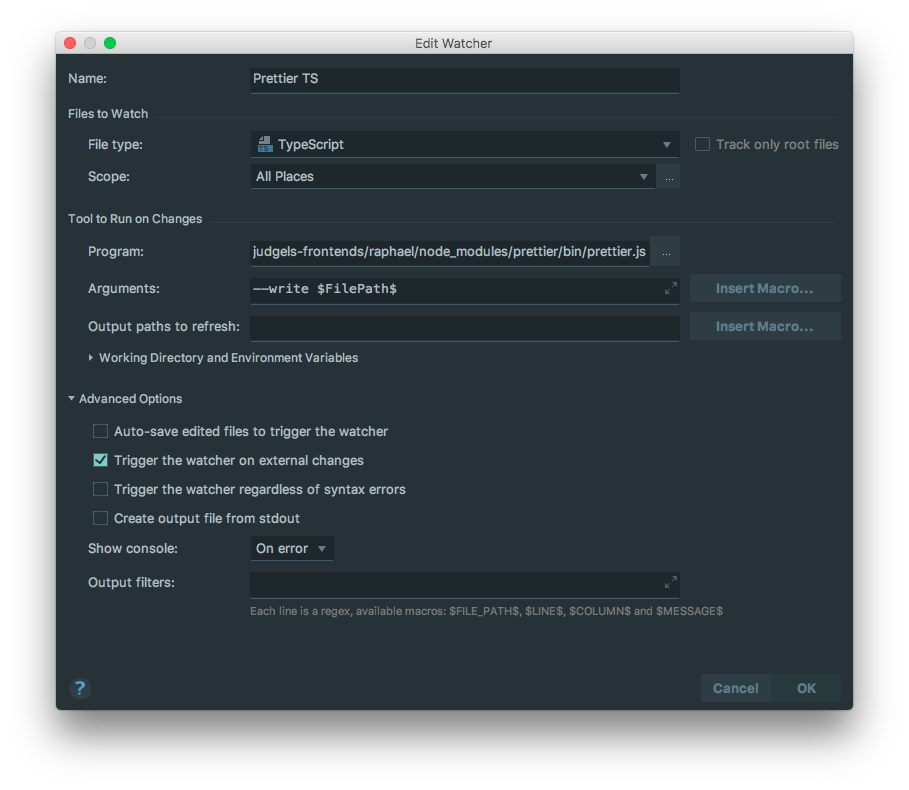 Edit Watcher
Name: Prettier TS
Files to Watch
File type: TS TypeScript Track only root files
Scope: All Places ...
Tool to Run on Changes
Program: judgels-frontends/raphael/node_modules/prettier/bin/prettier.js ...
Arguments: --write $FilePath$ Insert Macro...
Output paths to refresh: Insert Macro...
Working Directory and Environment Variables
Advanced Options
Auto-save edited files to trigger the watcher
Trigger the watcher on external changes
Trigger the watcher regardless of syntax errors
Create output file from stdout
Show console: On error
Output filters:
Each line is a regex, available macros: $FILE_PATH$, $LINE$, $COLUMN$ and $MESSAGE$
? Cancel OK